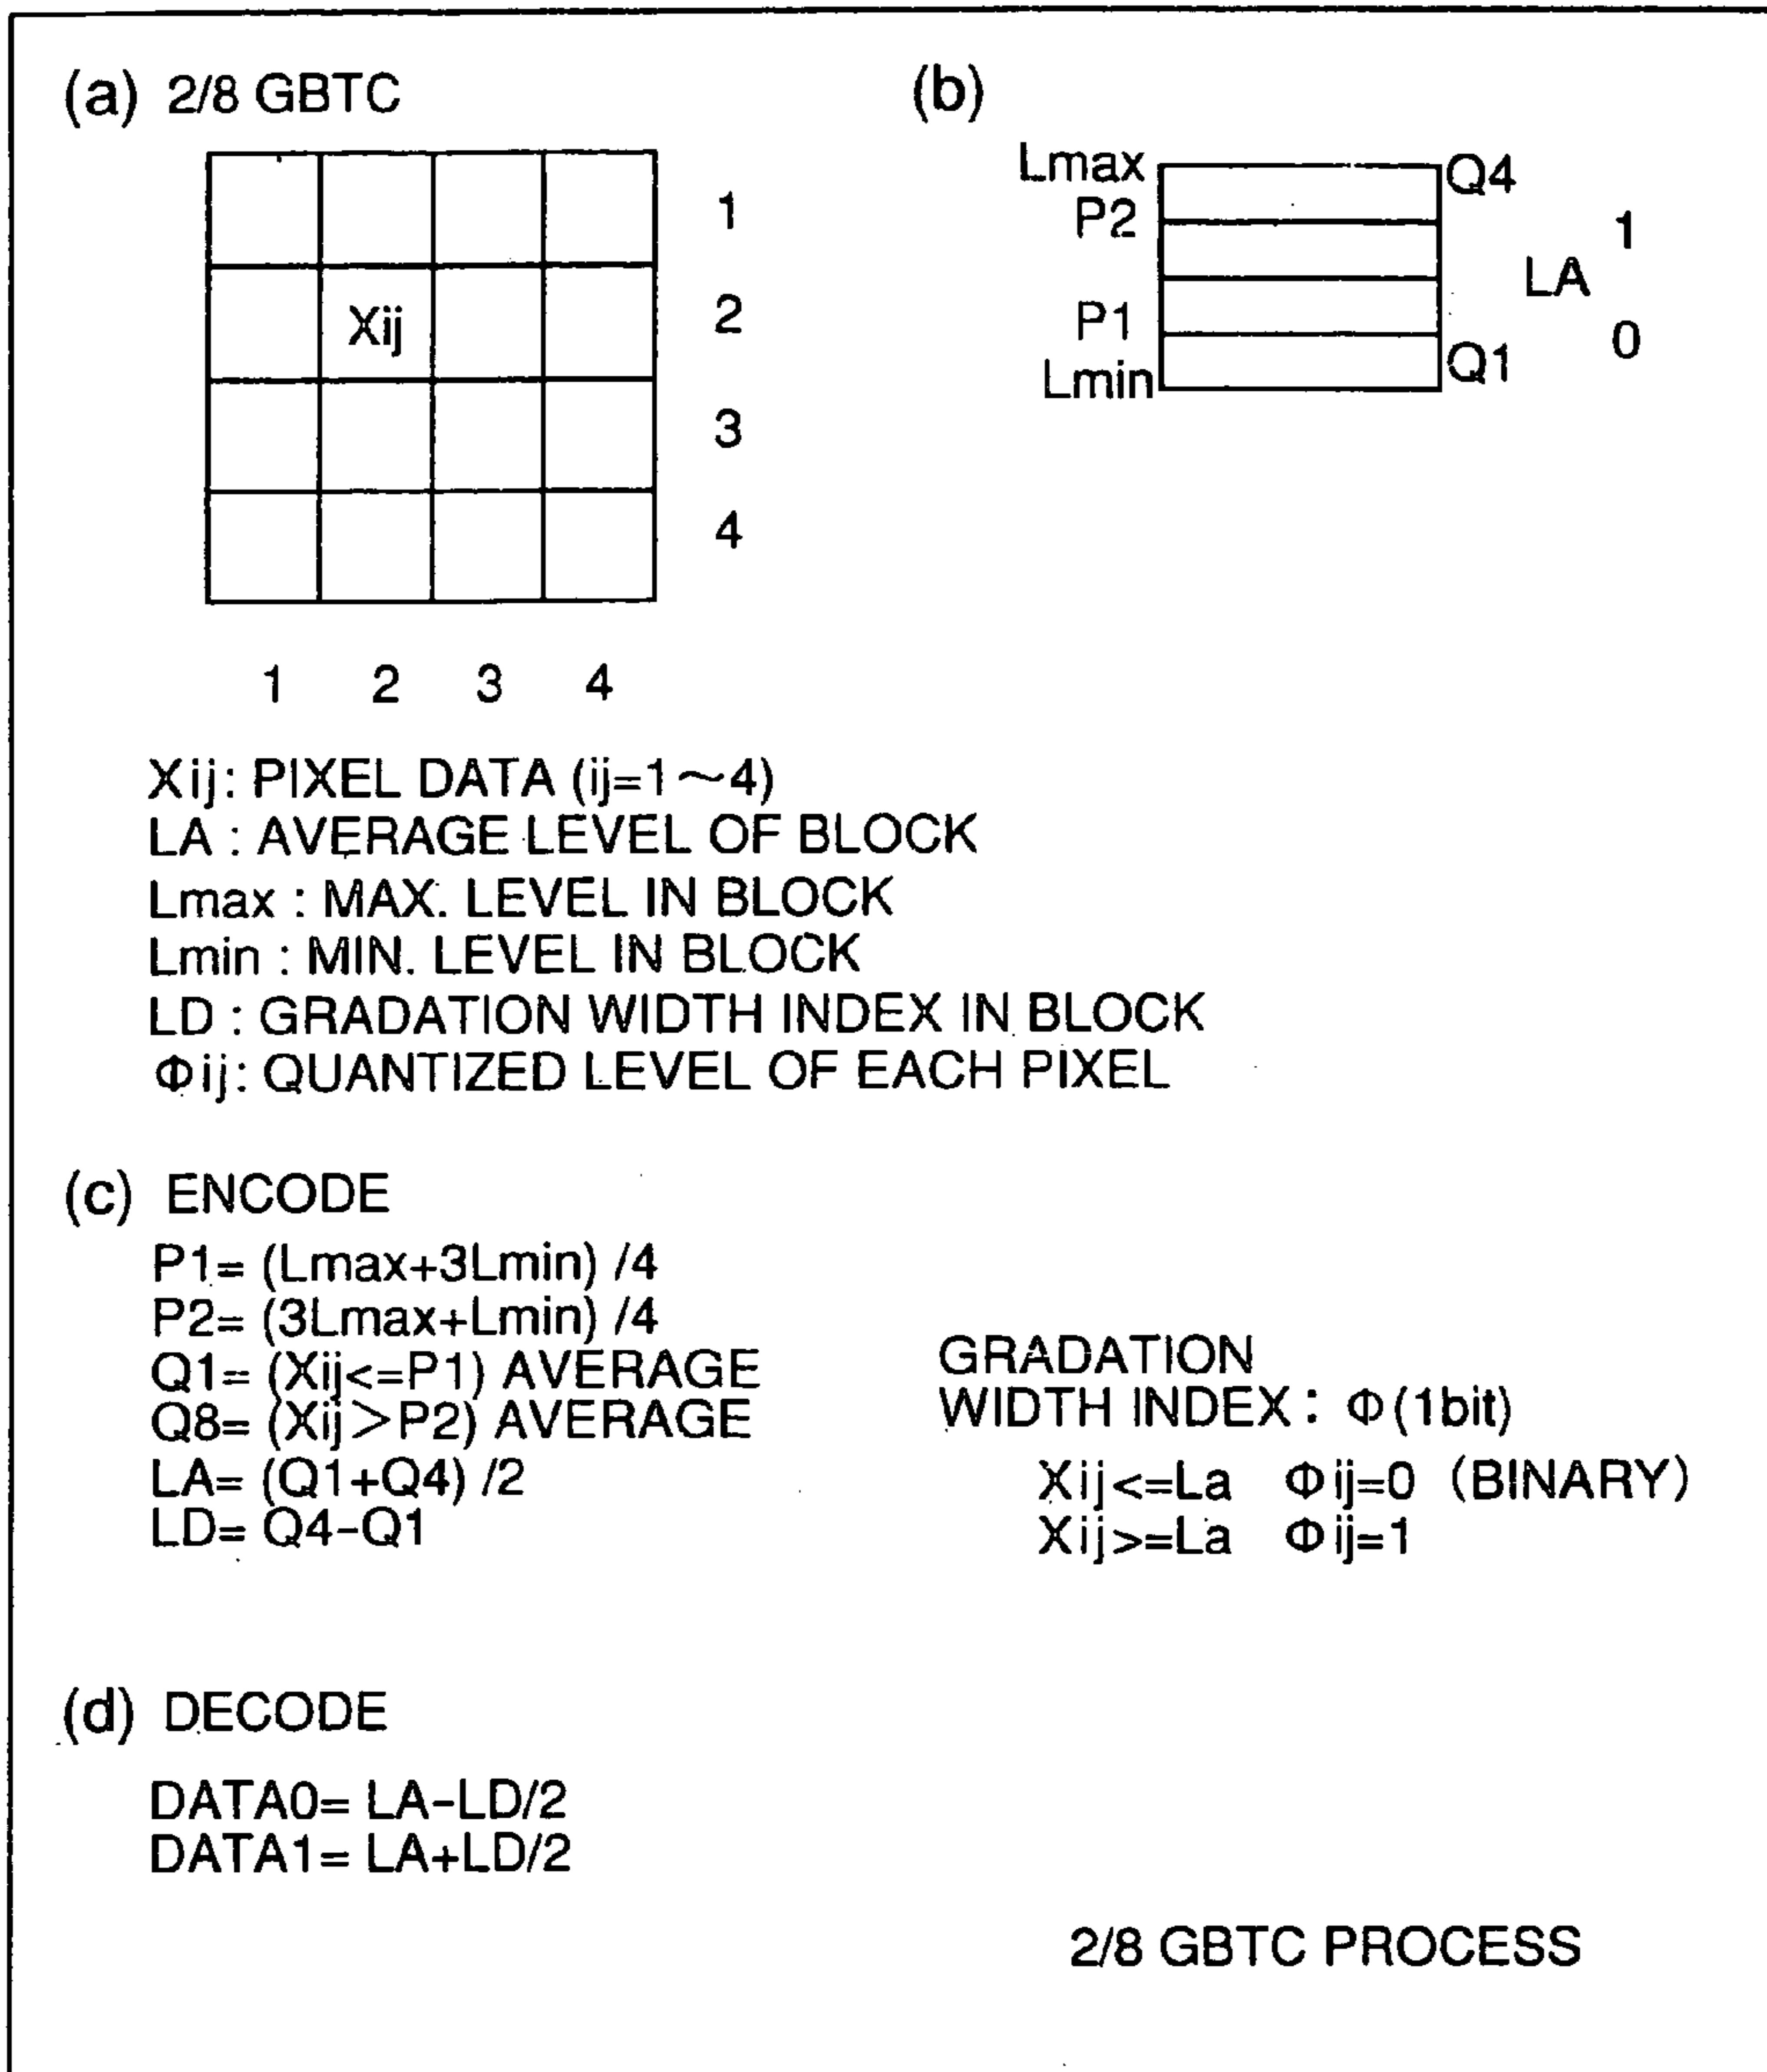 (a) 2/8 GBTC
1
2
3
4
Xij
1 2 3 4
(b)
Lmax
P2
P1
Lmin
Q4
Q1
LA
1
0
Xij: PIXEL DATA (ij=1～4)
LA : AVERAGE LEVEL OF BLOCK
Lmax : MAX. LEVEL IN BLOCK
Lmin : MIN. LEVEL IN BLOCK
LD : GRADATION WIDTH INDEX IN BLOCK
Φij: QUANTIZED LEVEL OF EACH PIXEL
(c) ENCODE
P1= (Lmax+3Lmin) /4
P2= (3Lmax+Lmin) /4
Q1= (Xij<=P1) AVERAGE
Q8= (Xij>P2) AVERAGE
LA= (Q1+Q4) /2
LD= Q4-Q1
GRADATION
WIDTH INDEX : Φ(1bit)
Xij<=La Φij=0 (BINARY)
Xij>=La Φij=1
(d) DECODE
DATA0= LA-LD/2
DATA1= LA+LD/2
2/8 GBTC PROCESS